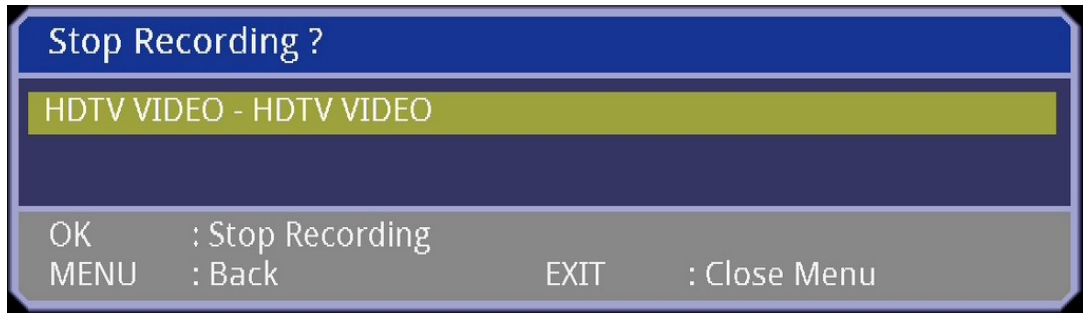 Stop Recording ?
HDTV VIDEO - HDTV VIDEO
OK : Stop Recording
MENU : Back EXIT : Close Menu